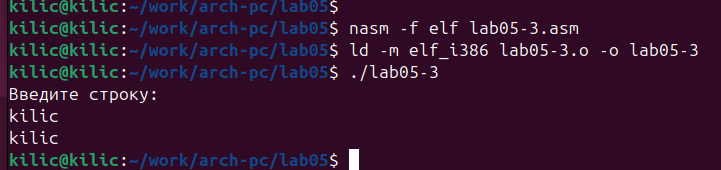 kilic@kilic:~/work/arch-pc/lab05$
kilic@kilic:~/work/arch-pc/lab05$ nasm -f elf lab05-3.asm
kilic@kilic:~/work/arch-pc/lab05$ ld -m elf_i386 lab05-3.o -o lab05-3
kilic@kilic:~/work/arch-pc/lab05$ ./lab05-3
Введите строку:
kilic
kilic
kilic@kilic:~/work/arch-pc/lab05$